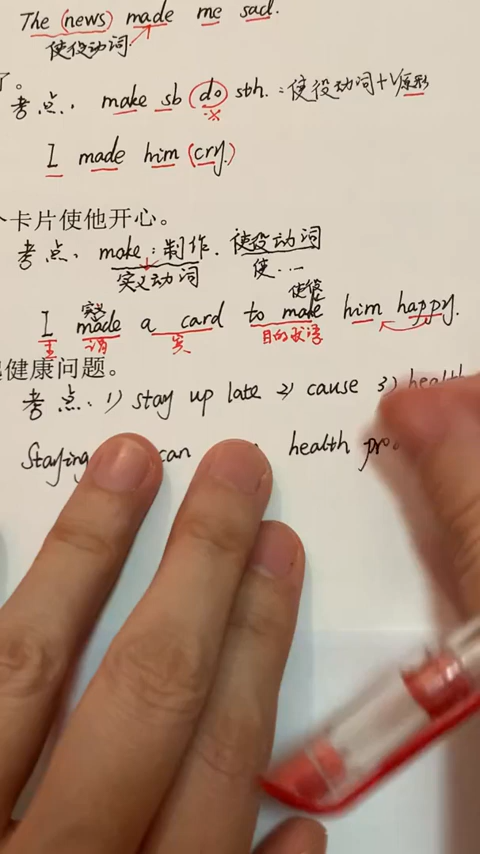 The (news) made me sad.
使役动词
了。
考点: make sb do sth.: 使役动词+V原形
I made him (cry.)
卡片使他开心。
考点: make: 制作. 使役动词
实义动词 使...
实义 使役
I made a card to make him happy.
主 谓 宾 目的状语
健康问题。
考点: 1) stay up late 2) cause 3) health
Staying can health